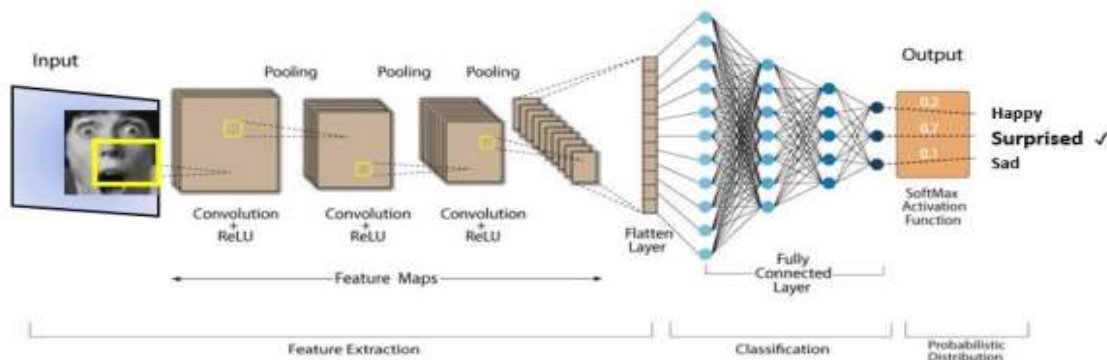 Input
Pooling
Pooling
Pooling
Output
0.2
Happy
0.7
Surprised ✓
0.1
Sad
SoftMax
Activation
Function
Convolution
+
ReLU
Convolution
+
ReLU
Convolution
+
ReLU
Flatten
Layer
Fully
Connected
Layer
Feature Maps
Feature Extraction
Classification
Probabilistic
Distribution